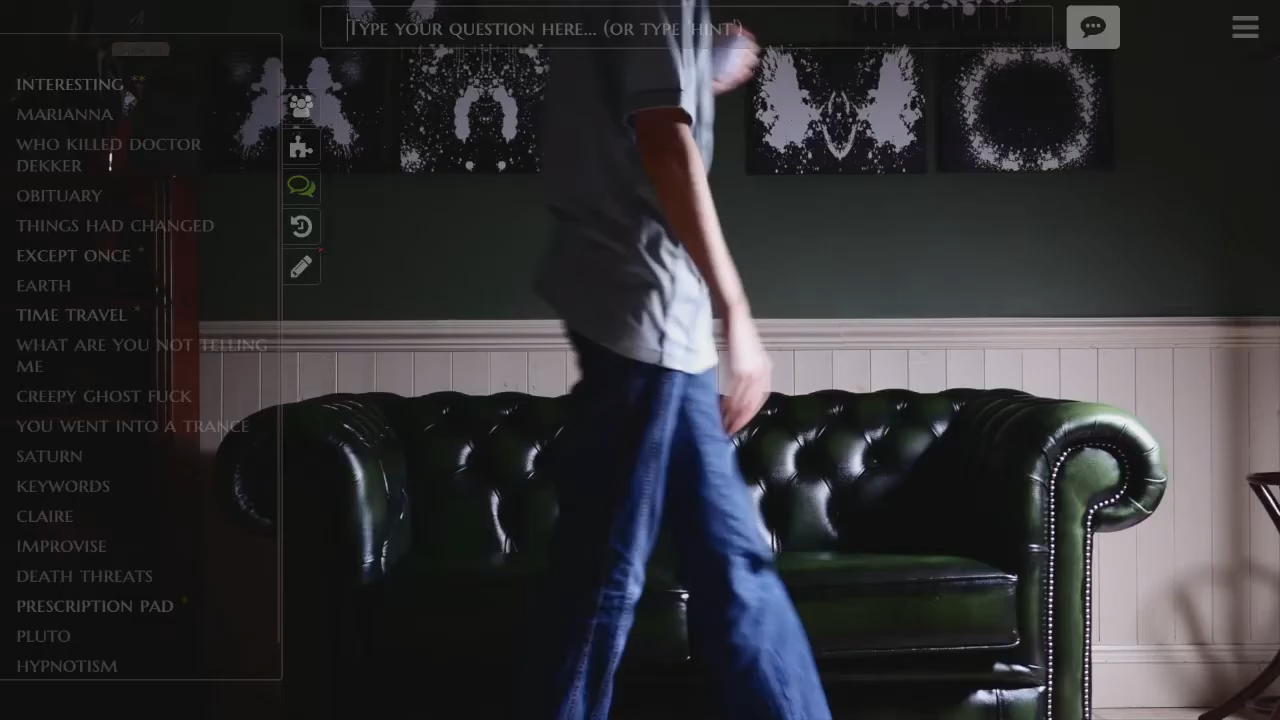 TYPE YOUR QUESTION HERE... (OR TYPE 'HINT')
INTERESTING **
MARIANNA
WHO KILLED DOCTOR
DEKKER
OBITUARY
THINGS HAD CHANGED
EXCEPT ONCE *
EARTH
TIME TRAVEL *
WHAT ARE YOU NOT TELLING
ME
CREEPY GHOST FUCK
YOU WENT INTO A TRANCE
SATURN
KEYWORDS
CLAIRE
IMPROVISE
DEATH THREATS
PRESCRIPTION PAD *
PLUTO
HYPNOTISM